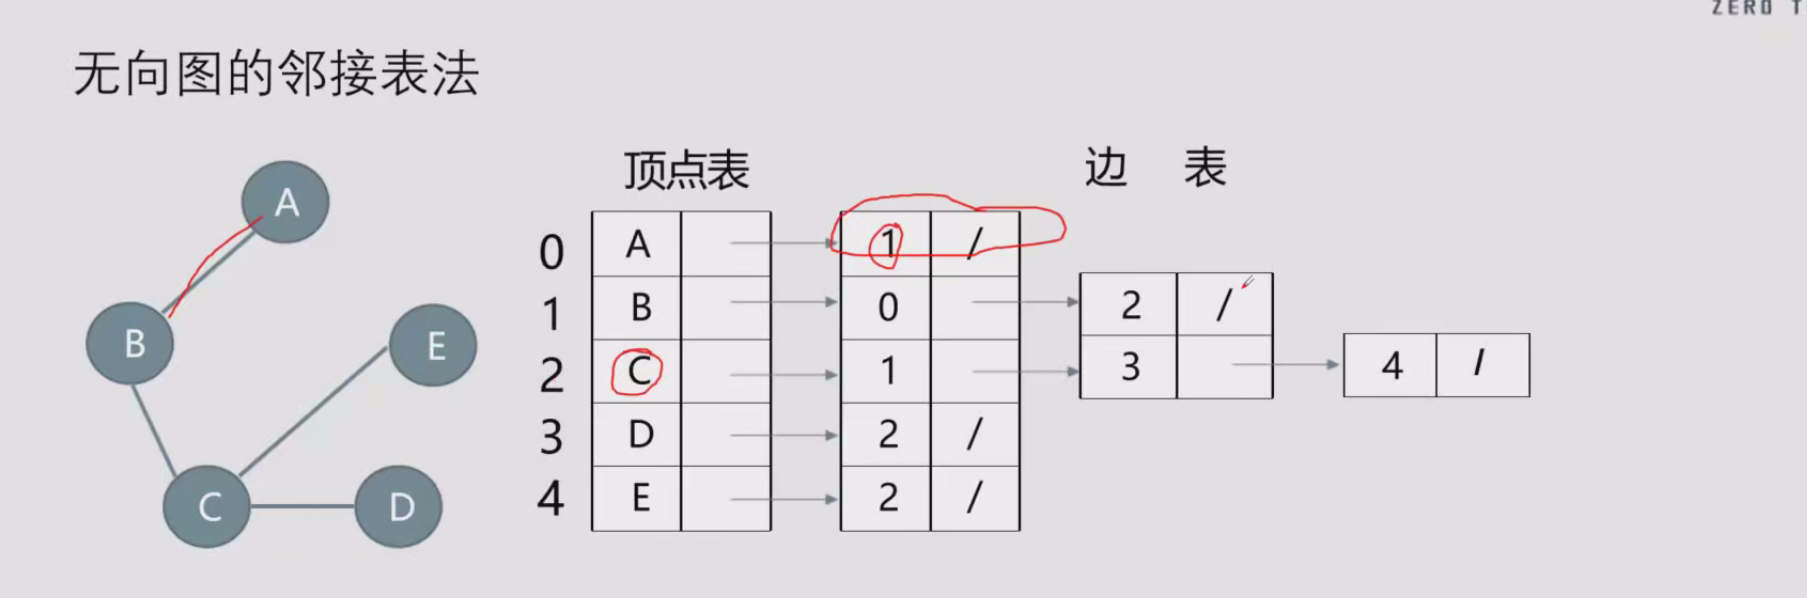 ZERO T
无向图的邻接表法
顶点表
边 表
A
B
E
C
D
0 A 1 /
1 B 0 2 /
2 C 1 3 4 /
3 D 2 /
4 E 2 /